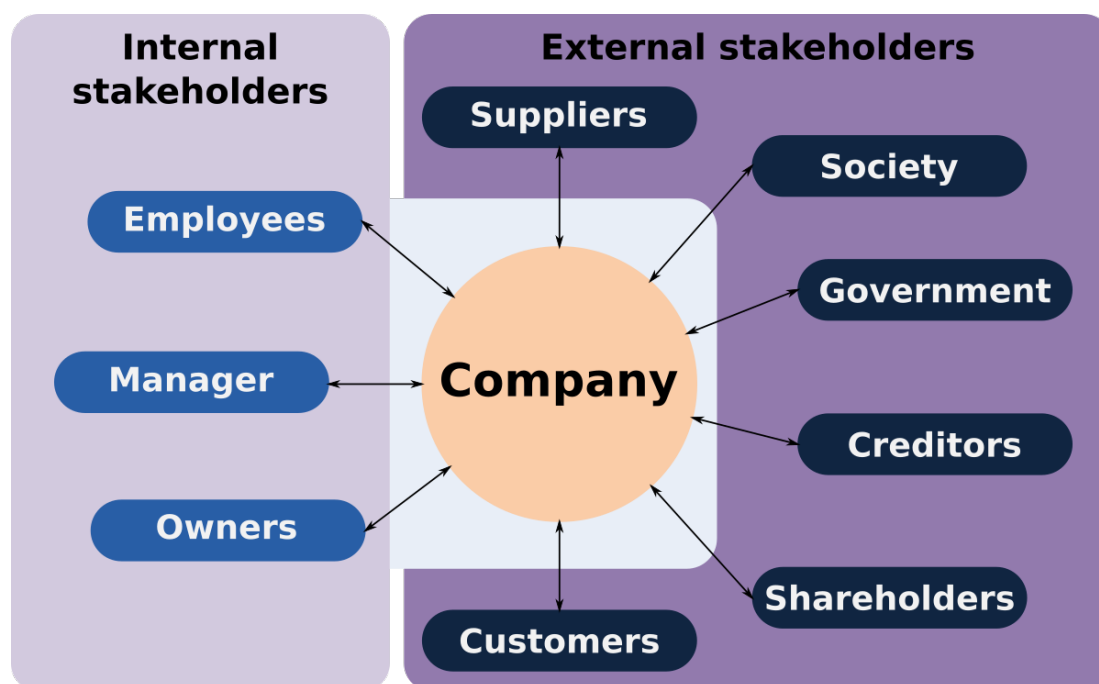 Internal
stakeholders
Employees
Manager
Owners
External stakeholders
Suppliers
Society
Government
Creditors
Shareholders
Customers
Company